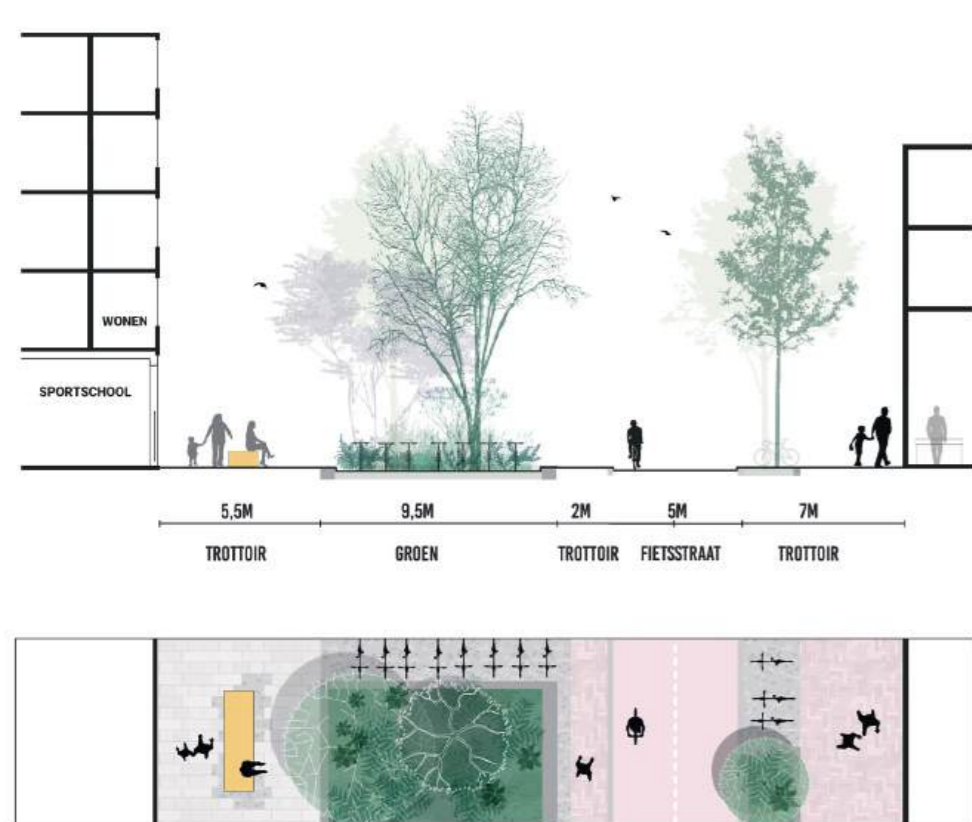 WONEN
SPORTSCHOOL
5,5M 9,5M 2M 5M 7M
TROTTOIR GROEN TROTTOIR FIETSSTRAAT TROTTOIR